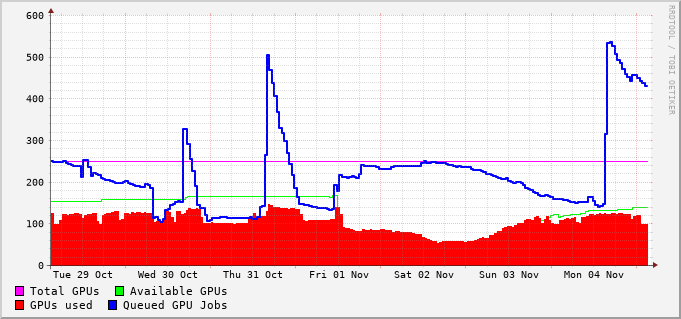 600
500
400
300
200
100
0
Tue 29 Oct Wed 30 Oct Thu 31 Oct Fri 01 Nov Sat 02 Nov Sun 03 Nov Mon 04 Nov
Total GPUs Available GPUs
GPUs used Queued GPU Jobs
RRDTOOL / TOBI OETIKER